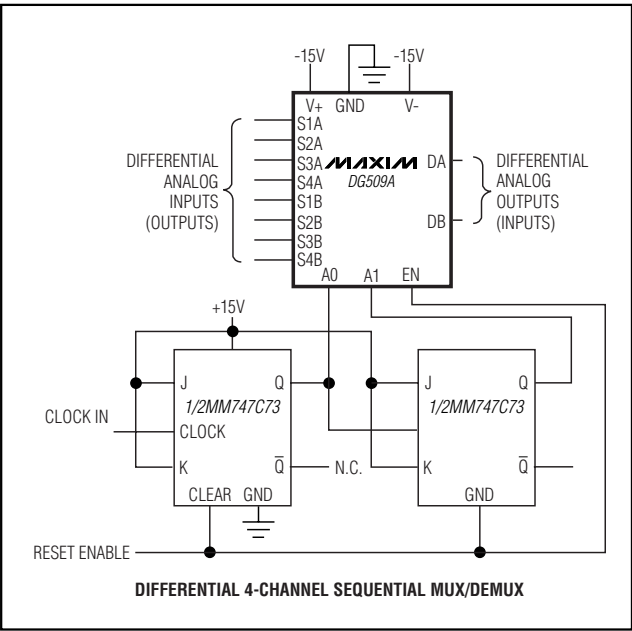 -15V
-15V
V+ GND V-
S1A
S2A
S3A
S4A
S1B
S2B
S3B
S4B
MAXIM
DG509A
DA
DB
A0 A1 EN
DIFFERENTIAL
ANALOG
INPUTS
(OUTPUTS)
DIFFERENTIAL
ANALOG
OUTPUTS
(INPUTS)
+15V
J Q
1/2MM747C73
CLOCK IN
CLOCK
K Q
N.C.
CLEAR GND
J Q
1/2MM747C73
K Q
GND
RESET ENABLE
DIFFERENTIAL 4-CHANNEL SEQUENTIAL MUX/DEMUX